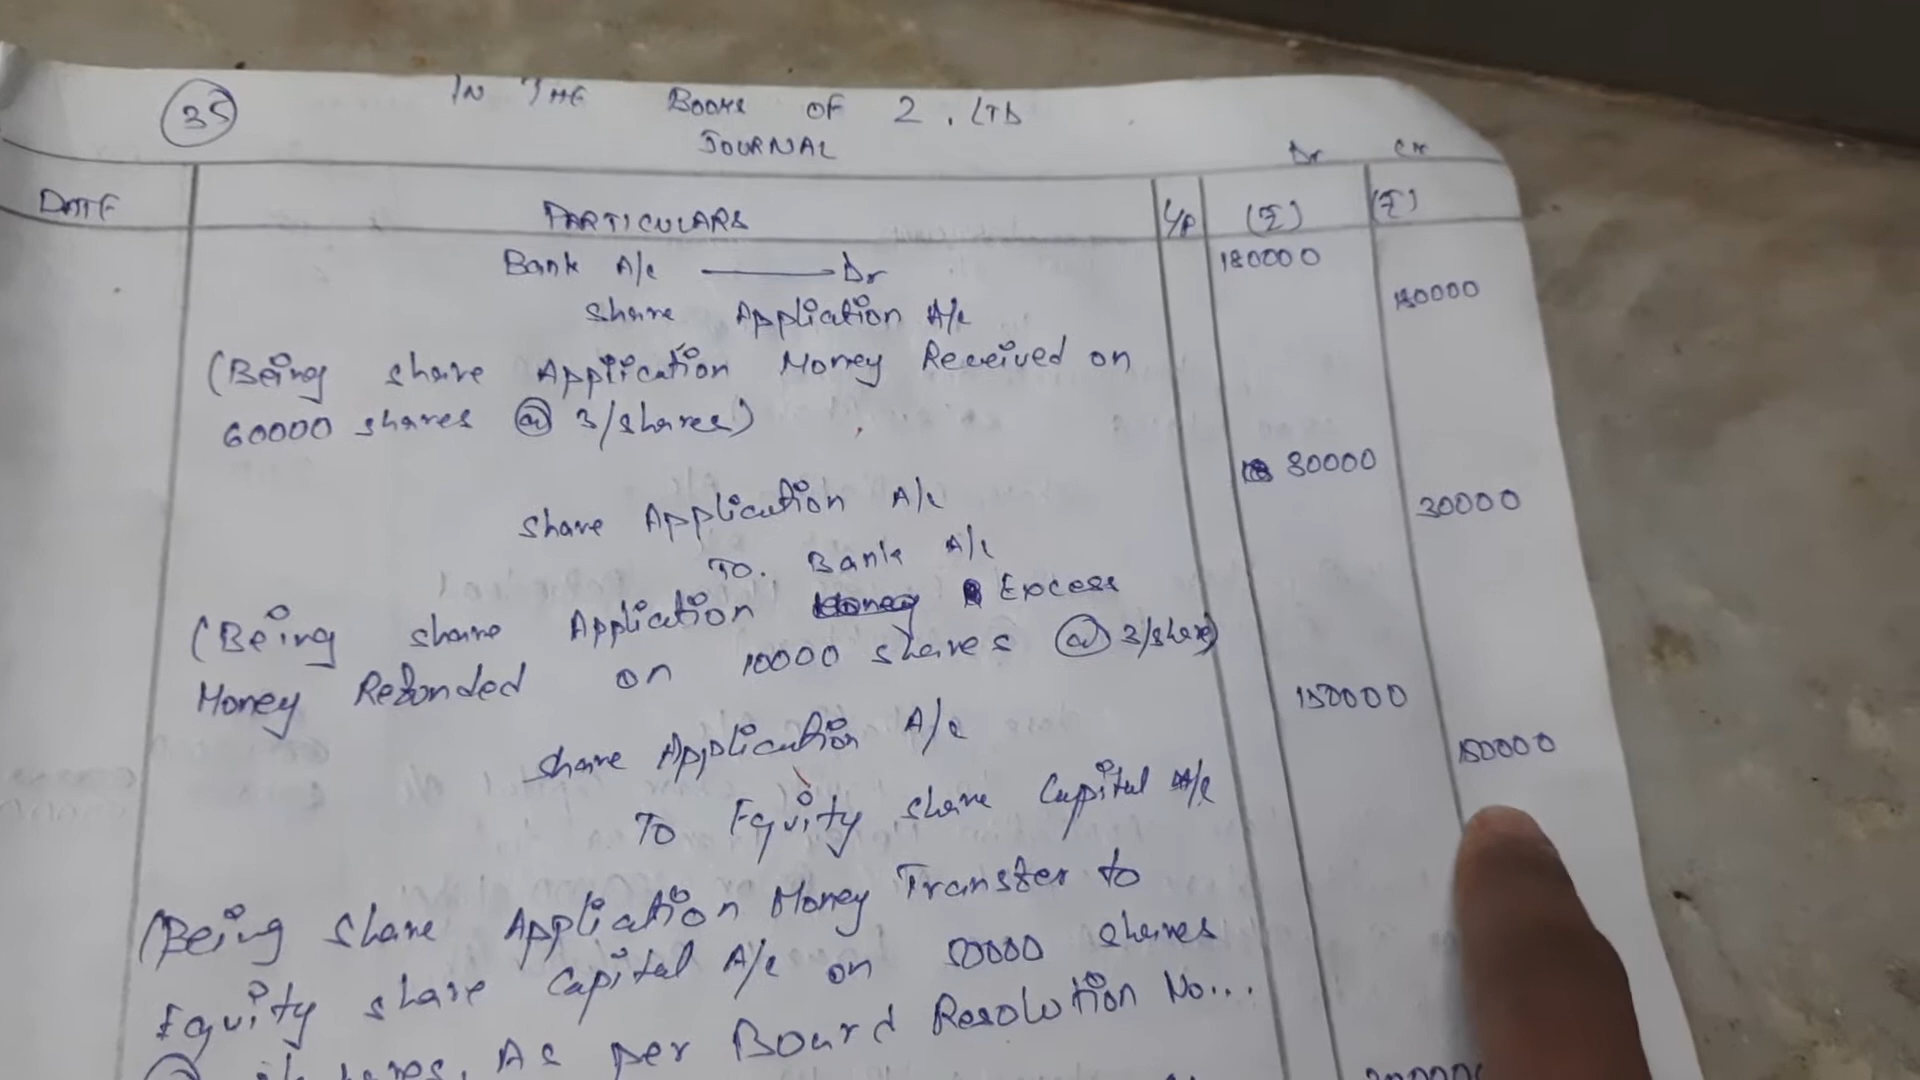 35
IN THE BOOKS OF 2. LTD
JOURNAL
Dr Cr
DATE PARTICULARS L/F (₹) (₹)
Bank A/c ——— Dr 180000
Share Application A/c 180000
(Being share Application Money Received on
60000 shares @ 3/shares)
Share Application A/c 30000
To. Bank A/c 30000
(Being share Application Excess
Money Refonded on 10000 shares @ 3/share)
Share Application A/c 150000
To Equity share Capital A/c 150000
(Being Share Application Money Transfer to
Equity share Capital A/c on 50000 shares
As per Board Resolution No...